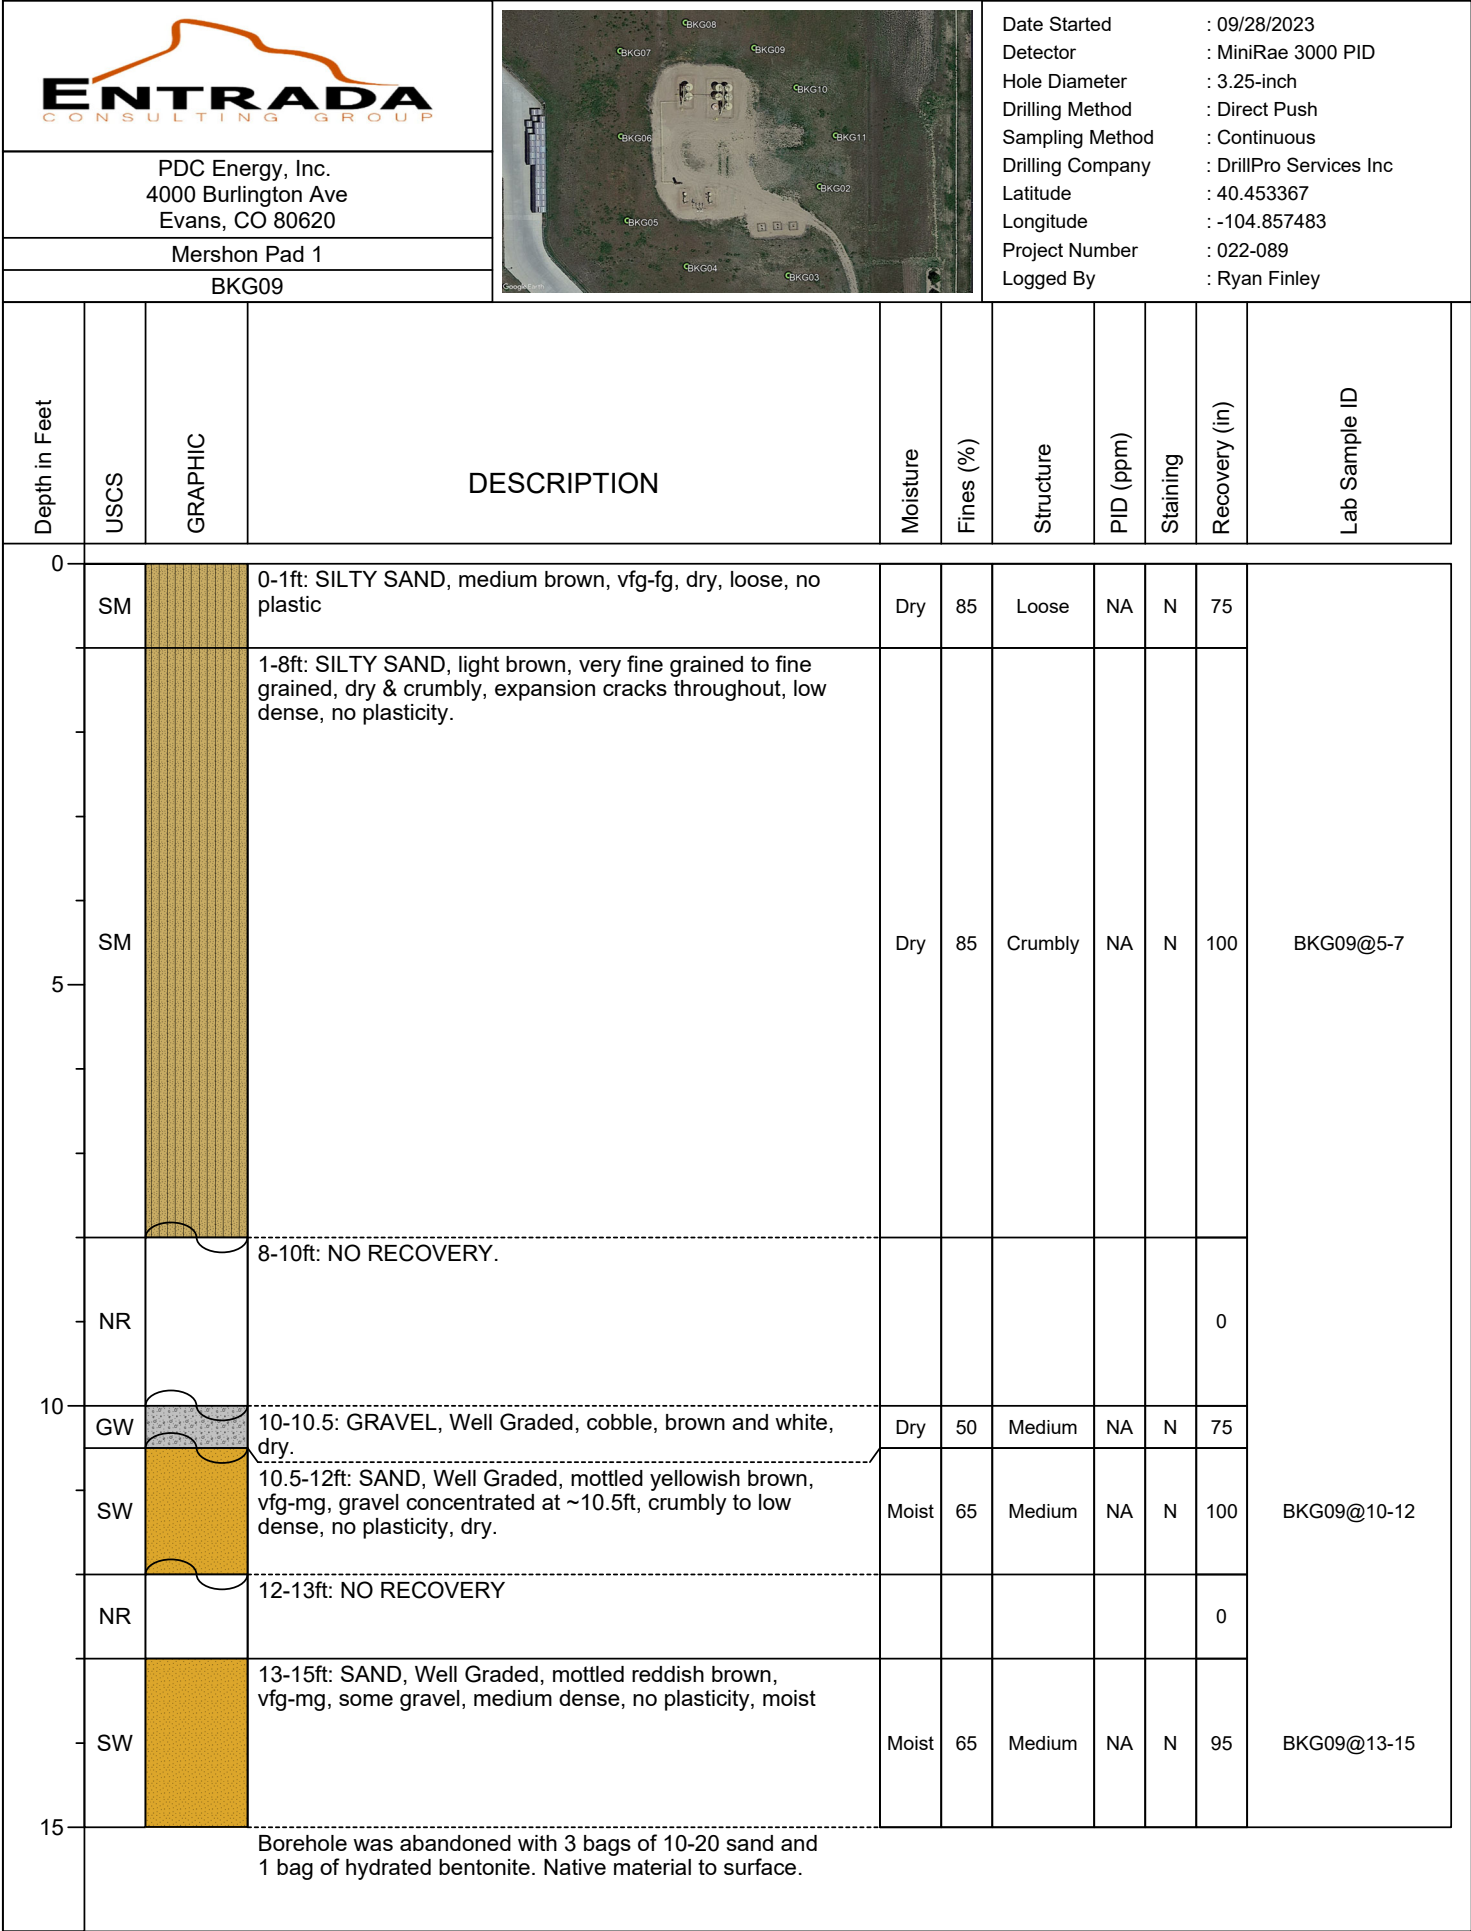 ENTRADA
CONSULTING GROUP
PDC Energy, Inc.
4000 Burlington Ave
Evans, CO 80620
Mershon Pad 1
BKG09
BKG08
BKG07
BKG09
BKG10
BKG06
BKG11
BKG02
BKG05
BKG04
BKG03
Google Earth
Date Started : 09/28/2023
Detector : MiniRae 3000 PID
Hole Diameter : 3.25-inch
Drilling Method : Direct Push
Sampling Method : Continuous
Drilling Company : DrillPro Services Inc
Latitude : 40.453367
Longitude : -104.857483
Project Number : 022-089
Logged By : Ryan Finley
Depth in Feet
USCS
GRAPHIC
DESCRIPTION
Moisture
Fines (%)
Structure
PID (ppm)
Staining
Recovery (in)
Lab Sample ID
0
SM
0-1ft: SILTY SAND, medium brown, vfg-fg, dry, loose, no
plastic
Dry 85 Loose NA N 75
1-8ft: SILTY SAND, light brown, very fine grained to fine
grained, dry & crumbly, expansion cracks throughout, low
dense, no plasticity.
SM
Dry 85 Crumbly NA N 100 BKG09@5-7
5
8-10ft: NO RECOVERY.
NR
0
10
GW
10-10.5: GRAVEL, Well Graded, cobble, brown and white,
dry.
Dry 50 Medium NA N 75
10.5-12ft: SAND, Well Graded, mottled yellowish brown,
vfg-mg, gravel concentrated at ~10.5ft, crumbly to low
dense, no plasticity, dry.
SW
Moist 65 Medium NA N 100 BKG09@10-12
12-13ft: NO RECOVERY
NR
0
13-15ft: SAND, Well Graded, mottled reddish brown,
vfg-mg, some gravel, medium dense, no plasticity, moist
SW
Moist 65 Medium NA N 95 BKG09@13-15
15
Borehole was abandoned with 3 bags of 10-20 sand and
1 bag of hydrated bentonite. Native material to surface.